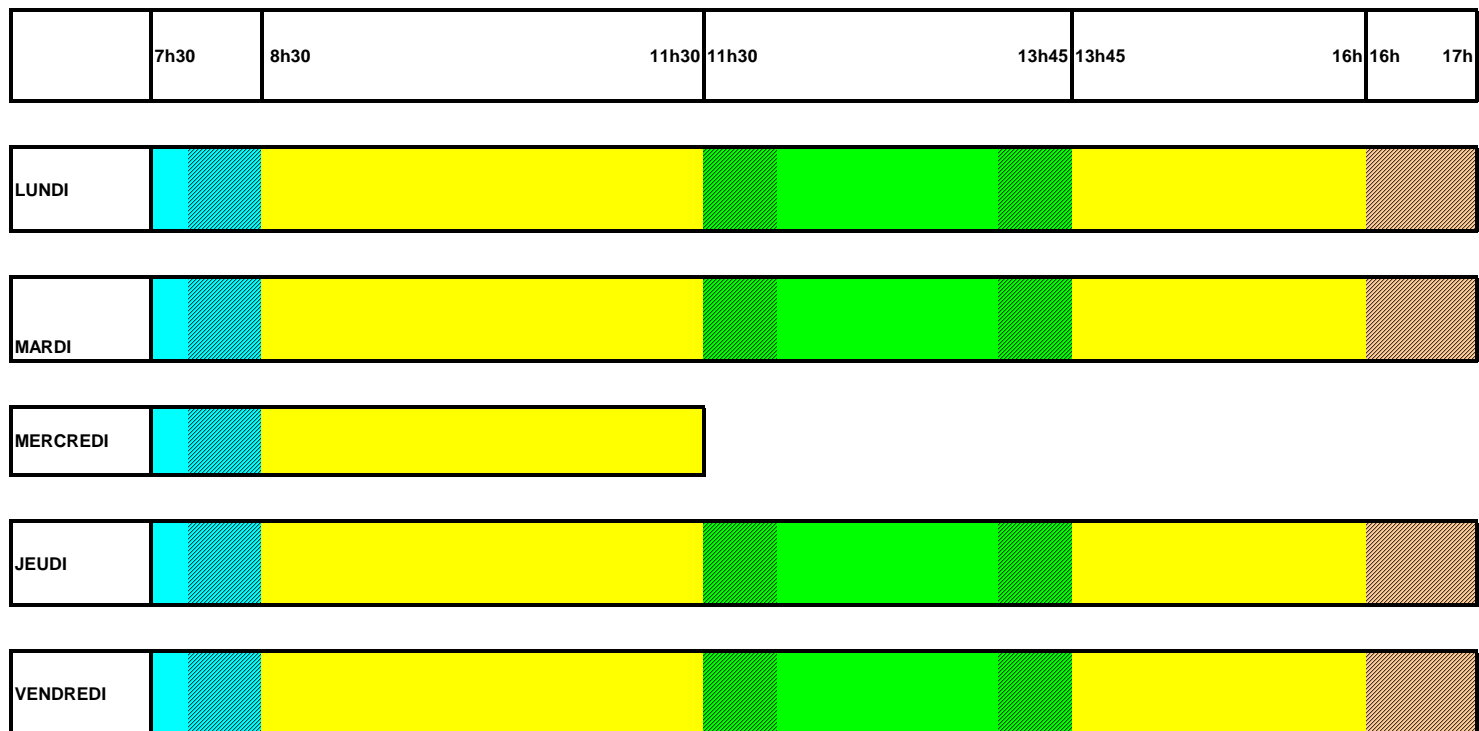 7h30 8h30 11h30 11h30 13h45 13h45 16h 16h 17h
LUNDI
MARDI
MERCREDI
JEUDI
VENDREDI